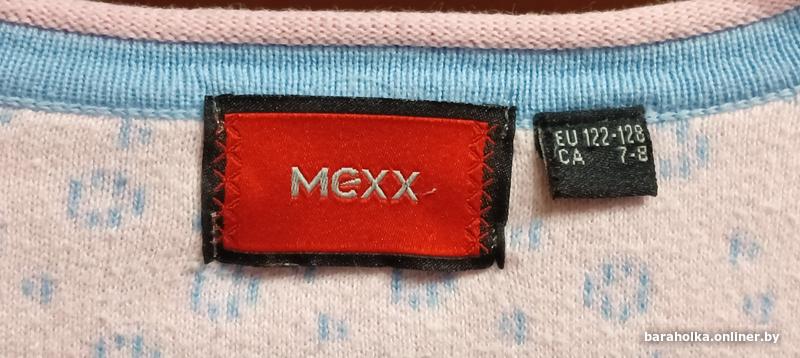 MEXX
EU 122-128
CA 7-8
baraholka.onliner.by